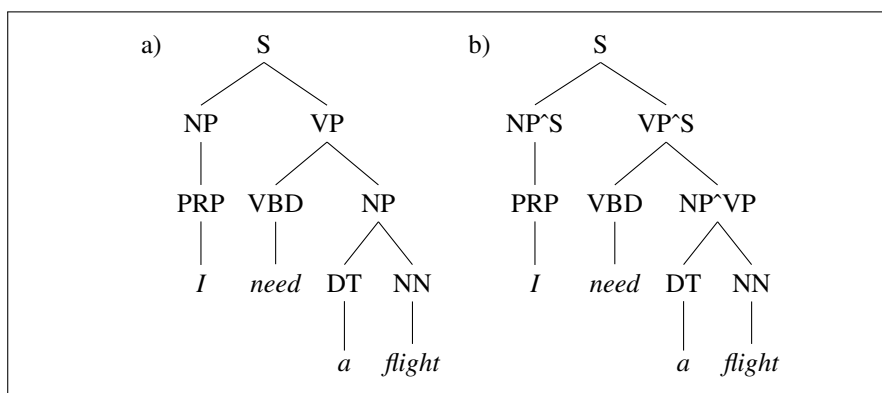 a) S b) S
NP VP NP^S VP^S
PRP VBD NP PRP VBD NP^VP
I need DT NN I need DT NN
a flight a flight